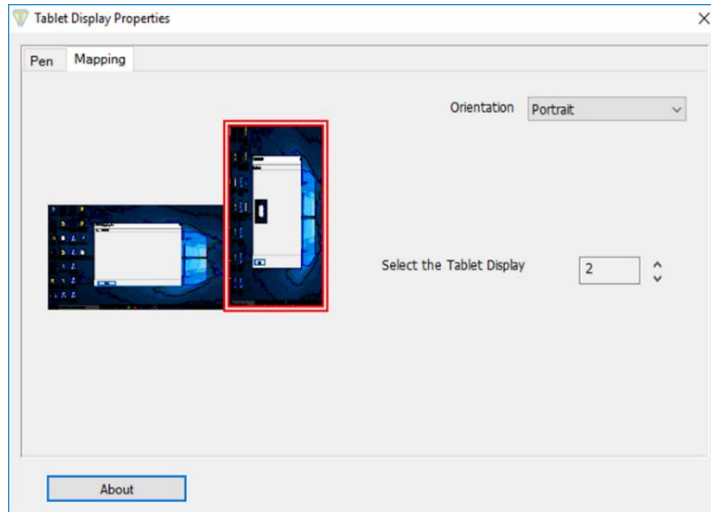 Tablet Display Properties
Pen
Mapping
Orientation
Portrait
Select the Tablet Display
2
About